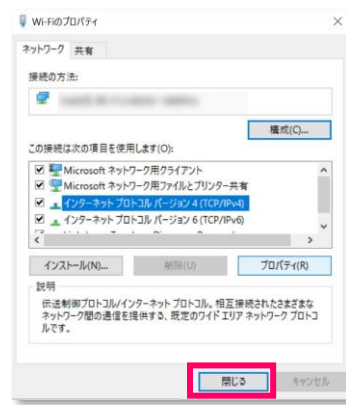 Wi-Fiのプロパティ
ネットワーク 共有
接続の方法:
構成(C)...
この接続は次の項目を使用します(O):
Microsoft ネットワーク用クライアント
Microsoft ネットワーク用ファイルとプリンター共有
インターネット プロトコル バージョン 4 (TCP/IPv4)
インターネット プロトコル バージョン 6 (TCP/IPv6)
インストール(N)... 削除(U) プロパティ(R)
説明
伝送制御プロトコル/インターネット プロトコル。相互接続されたさまざまな
ネットワーク間の通信を提供する、既定のワイド エリア ネットワーク プロトコ
ルです。
閉じる キャンセル